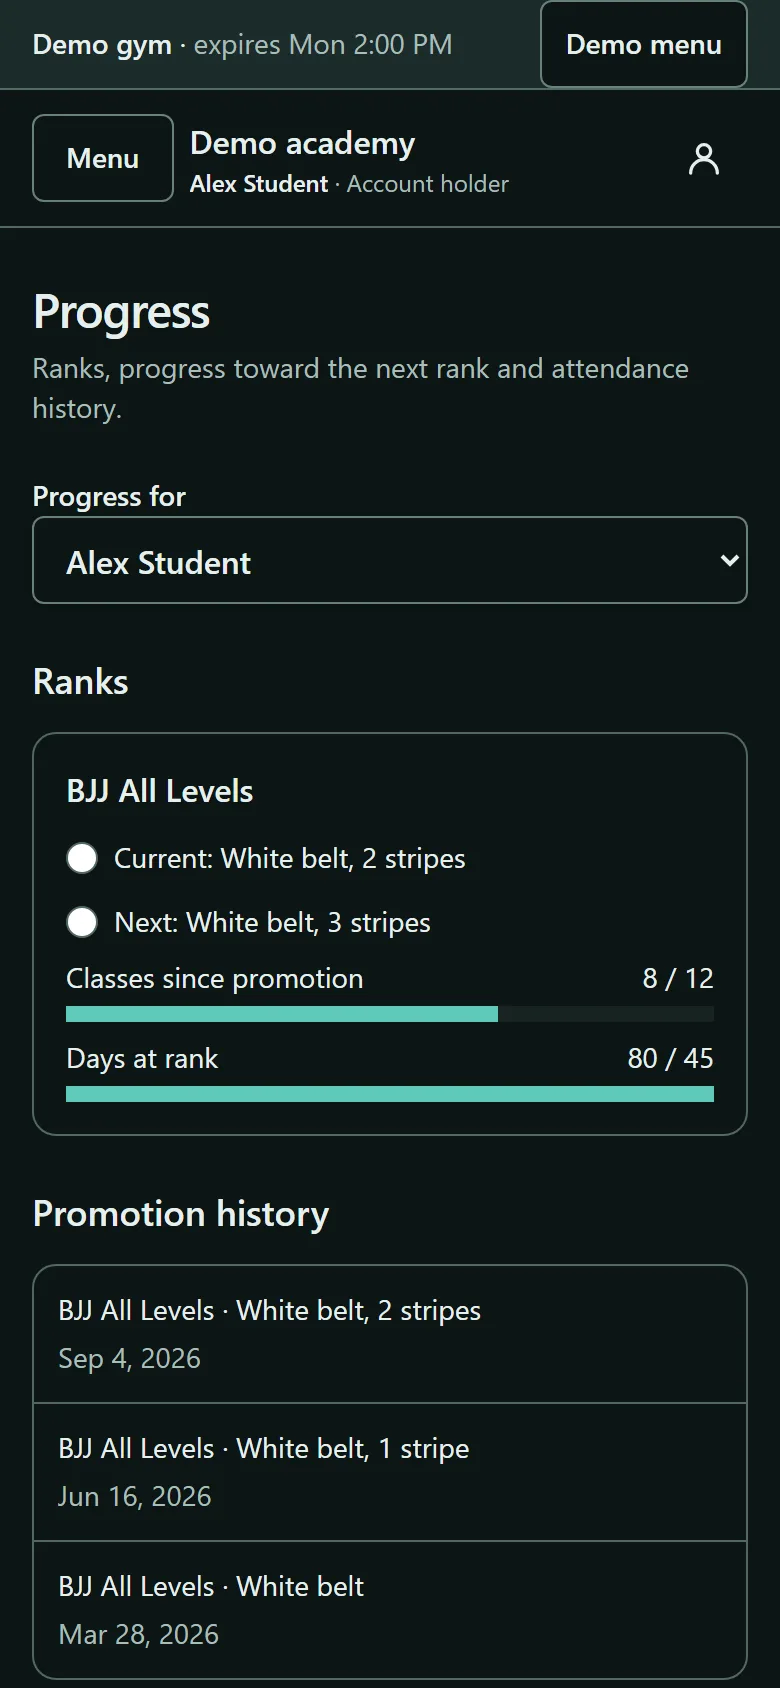 Demo gym · expires Mon 2:00 PM
Demo menu
Menu
Demo academy
Alex Student · Account holder
Progress
Ranks, progress toward the next rank and attendance
history.
Progress for
Alex Student
Ranks
BJJ All Levels
Current: White belt, 2 stripes
Next: White belt, 3 stripes
Classes since promotion 8 / 12
Days at rank 80 / 45
Promotion history
BJJ All Levels · White belt, 2 stripes
Sep 4, 2026
BJJ All Levels · White belt, 1 stripe
Jun 16, 2026
BJJ All Levels · White belt
Mar 28, 2026